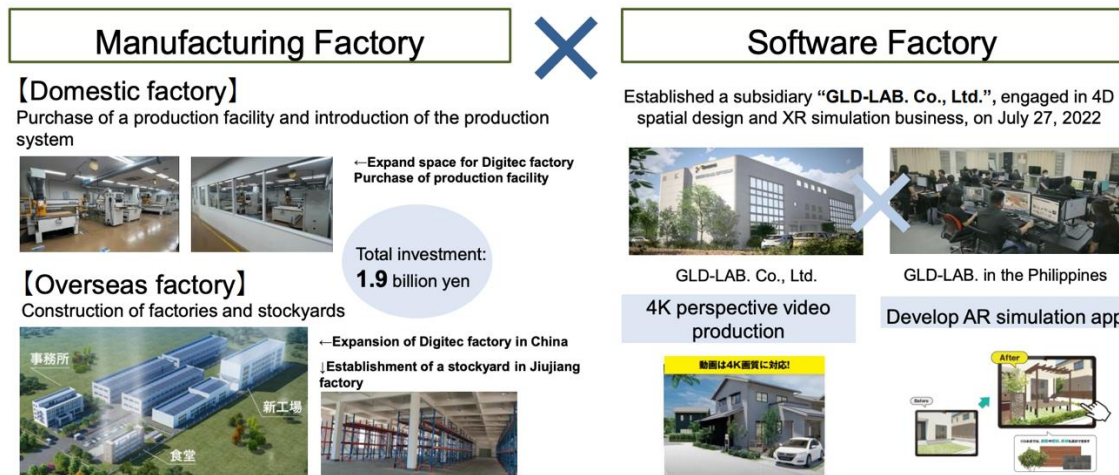 Manufacturing Factory
【Domestic factory】
Purchase of a production facility and introduction of the production
system
←Expand space for Digitec factory
Purchase of production facility
Total investment:
1.9 billion yen
【Overseas factory】
Construction of factories and stockyards
←Expansion of Digitec factory in China
↓Establishment of a stockyard in Jiujiang
factory
事務所
新工場
食堂
Software Factory
Established a subsidiary “GLD-LAB. Co., Ltd.”, engaged in 4D
spatial design and XR simulation business, on July 27, 2022
GLD-LAB. Co., Ltd.
GLD-LAB. in the Philippines
4K perspective video
production
Develop AR simulation app
動画は4K画質に対応!
Before
After